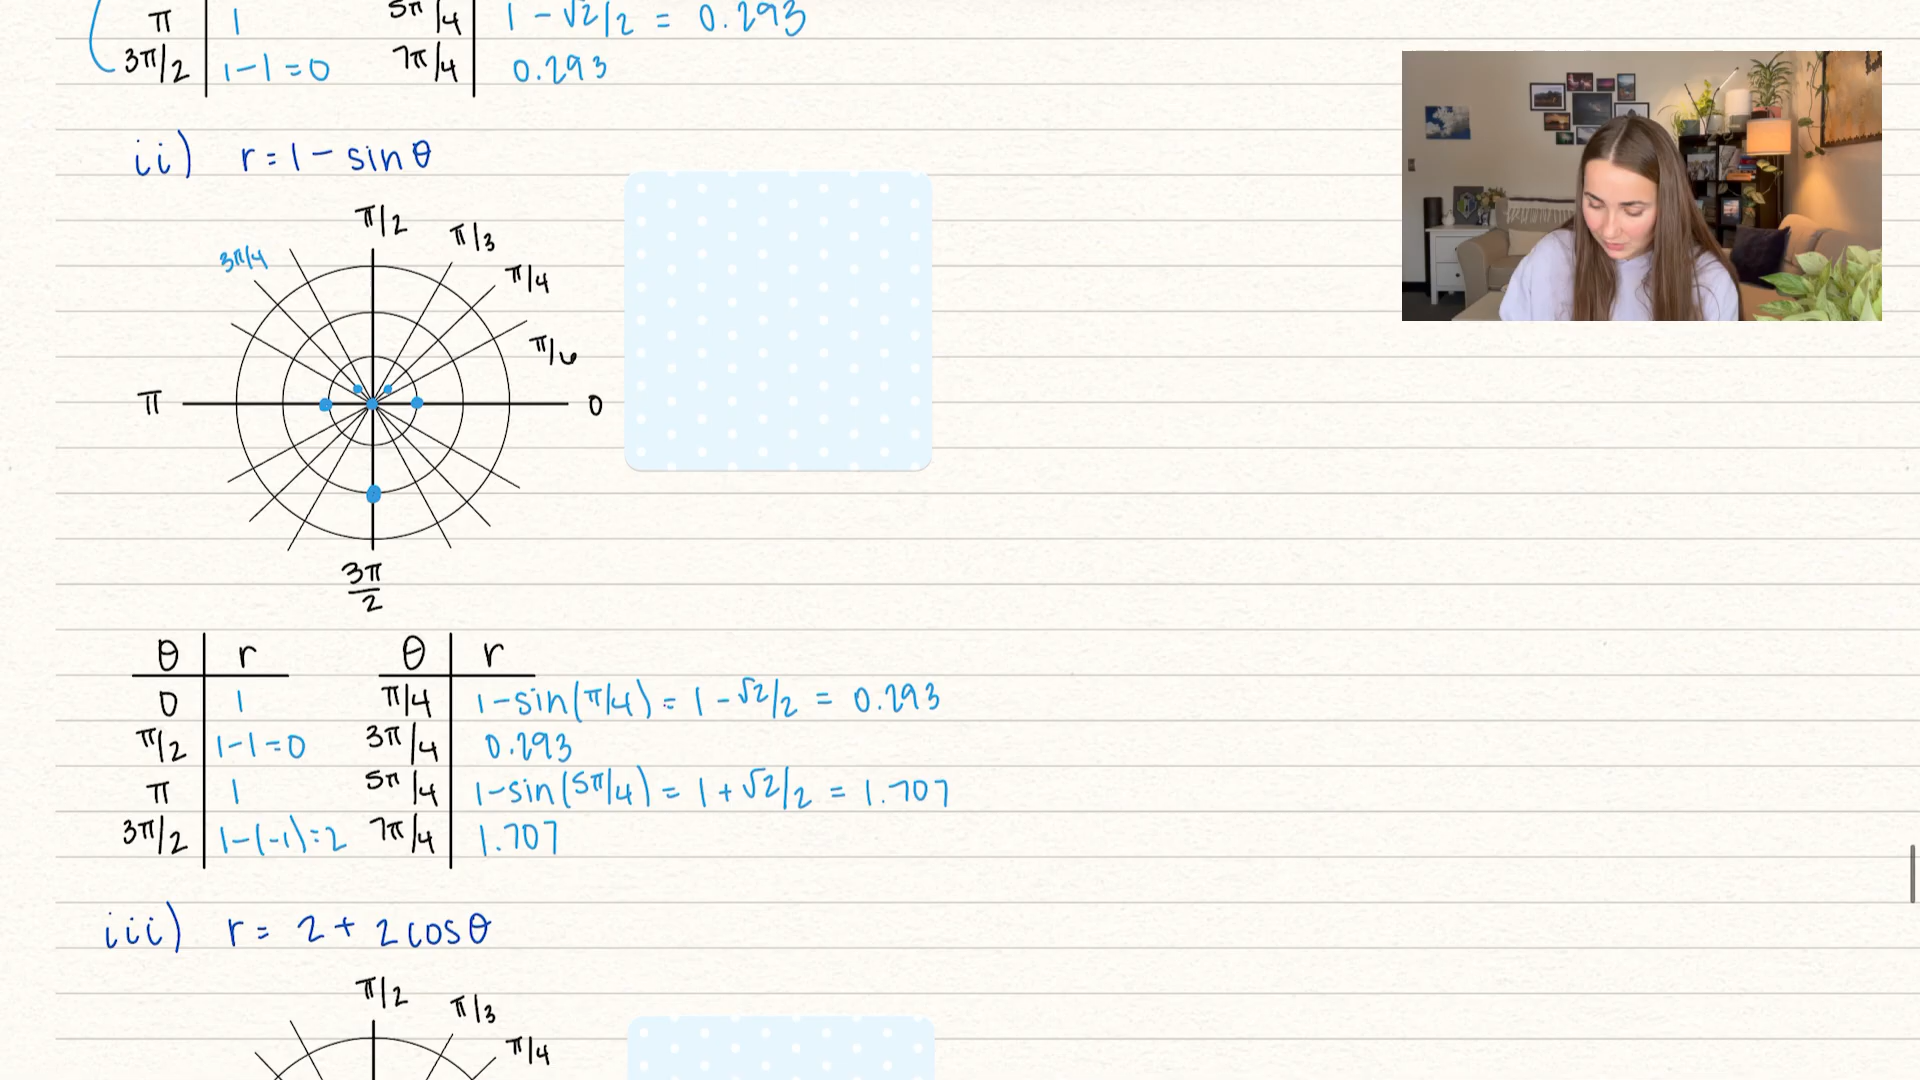 π 1 5π/4 1 - √2/2 = 0.293
3π/2 1-1=0 7π/4 0.293
ii) r=1-sinθ
π/2
π/3
3π/4
π/4
π/6
π
0
3π/2
θ r θ r
0 1 π/4 1-sin(π/4) = 1-√2/2 = 0.293
π/2 1-1=0 3π/4 0.293
π 1 5π/4 1-sin(5π/4) = 1+√2/2 = 1.707
3π/2 1-(-1)=2 7π/4 1.707
iii) r= 2+ 2cosθ
π/2
π/3
π/4